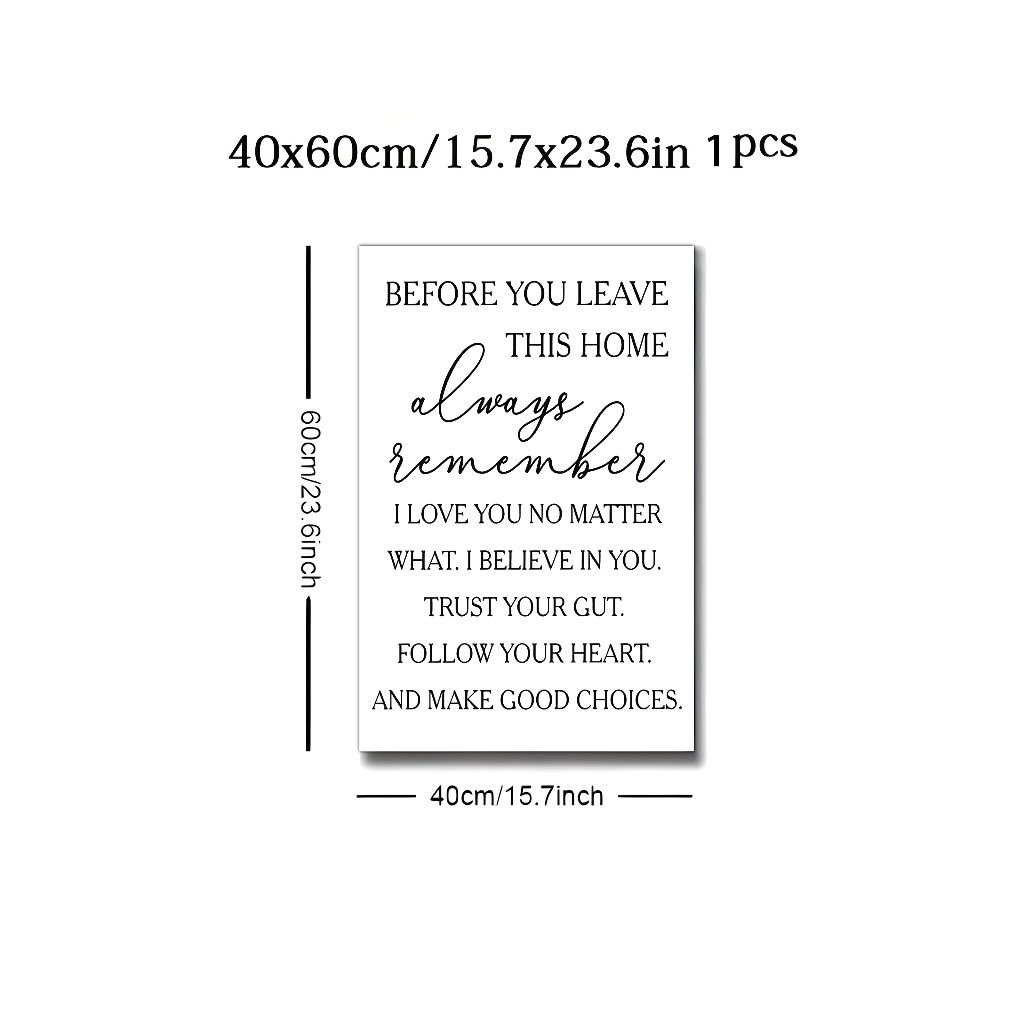 40x60cm/15.7x23.6in 1pcs
BEFORE YOU LEAVE
THIS HOME
always
remember
I LOVE YOU NO MATTER
WHAT. I BELIEVE IN YOU.
TRUST YOUR GUT.
FOLLOW YOUR HEART.
AND MAKE GOOD CHOICES.
60cm/23.6inch
40cm/15.7inch